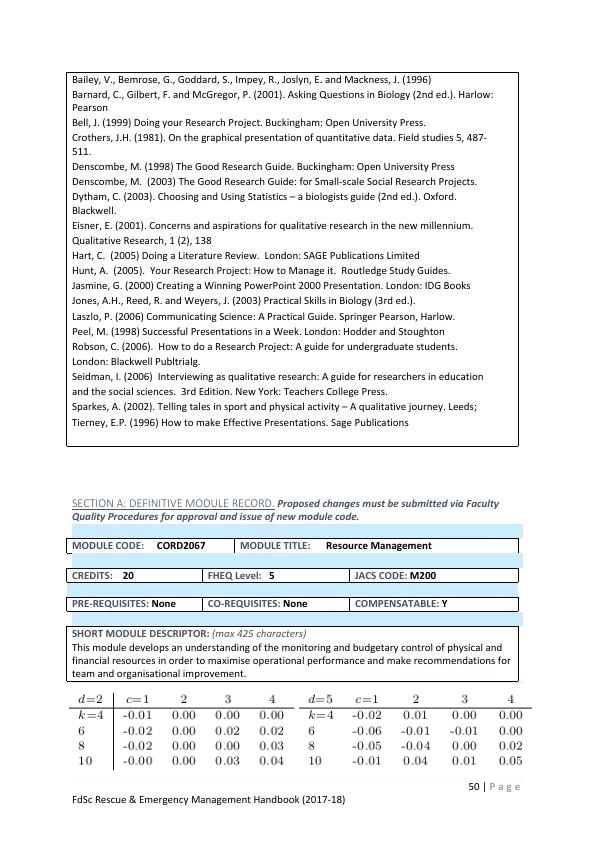 Bailey, V., Bemrose, G., Goddard, S., Impey, R., Joslyn, E. and Mackness, J. (1996)
Barnard, C., Gilbert, F. and McGregor, P. (2001). Asking Questions in Biology (2nd ed.). Harlow:
Pearson
Bell, J. (1999) Doing your Research Project. Buckingham: Open University Press.
Crothers, J.H. (1981). On the graphical presentation of quantitative data. Field studies 5, 487-
511.
Denscombe, M. (1998) The Good Research Guide. Buckingham: Open University Press
Denscombe, M.  (2003) The Good Research Guide: for Small-scale Social Research Projects.
Dytham, C. (2003). Choosing and Using Statistics – a biologists guide (2nd ed.). Oxford.
Blackwell.
Eisner, E. (2001). Concerns and aspirations for qualitative research in the new millennium.
Qualitative Research, 1 (2), 138
Hart, C.  (2005) Doing a Literature Review.  London: SAGE Publications Limited
Hunt, A.  (2005).  Your Research Project: How to Manage it.  Routledge Study Guides.
Jasmine, G. (2000) Creating a Winning PowerPoint 2000 Presentation. London: IDG Books
Jones, A.H., Reed, R. and Weyers, J. (2003) Practical Skills in Biology (3rd ed.).
Laszlo, P. (2006) Communicating Science: A Practical Guide. Springer Pearson, Harlow.
Peel, M. (1998) Successful Presentations in a Week. London: Hodder and Stoughton
Robson, C. (2006).  How to do a Research Project: A guide for undergraduate students.
London: Blackwell Publtrialg.
Seidman, I. (2006)  Interviewing as qualitative research: A guide for researchers in education
and the social sciences.  3rd Edition. New York: Teachers College Press.
Sparkes, A. (2002). Telling tales in sport and physical activity – A qualitative journey. Leeds;
Tierney, E.P. (1996) How to make Effective Presentations. Sage Publications
SECTION A: DEFINITIVE MODULE RECORD. Proposed changes must be submitted via Faculty
Quality Procedures for approval and issue of new module code.
MODULE CODE: CORD2067 MODULE TITLE: Resource Management
CREDITS: 20 FHEQ Level: 5 JACS CODE: M200
PRE-REQUISITES: None CO-REQUISITES: None COMPENSATABLE: Y
SHORT MODULE DESCRIPTOR: (max 425 characters)
This module develops an understanding of the monitoring and budgetary control of physical and
financial resources in order to maximise operational performance and make recommendations for
team and organisational improvement.
d=2 c=1 2 3 4 d=5 c=1 2 3 4
k=4 -0.01 0.00 0.00 0.00 k=4 -0.02 0.01 0.00 0.00
6 -0.02 0.00 0.02 0.02 6 -0.06 -0.01 -0.01 0.00
8 -0.02 0.00 0.00 0.03 8 -0.05 -0.04 0.00 0.02
10 -0.00 0.00 0.03 0.04 10 -0.01 0.04 0.01 0.05
50 | Page
FdSc Rescue & Emergency Management Handbook (2017-18)